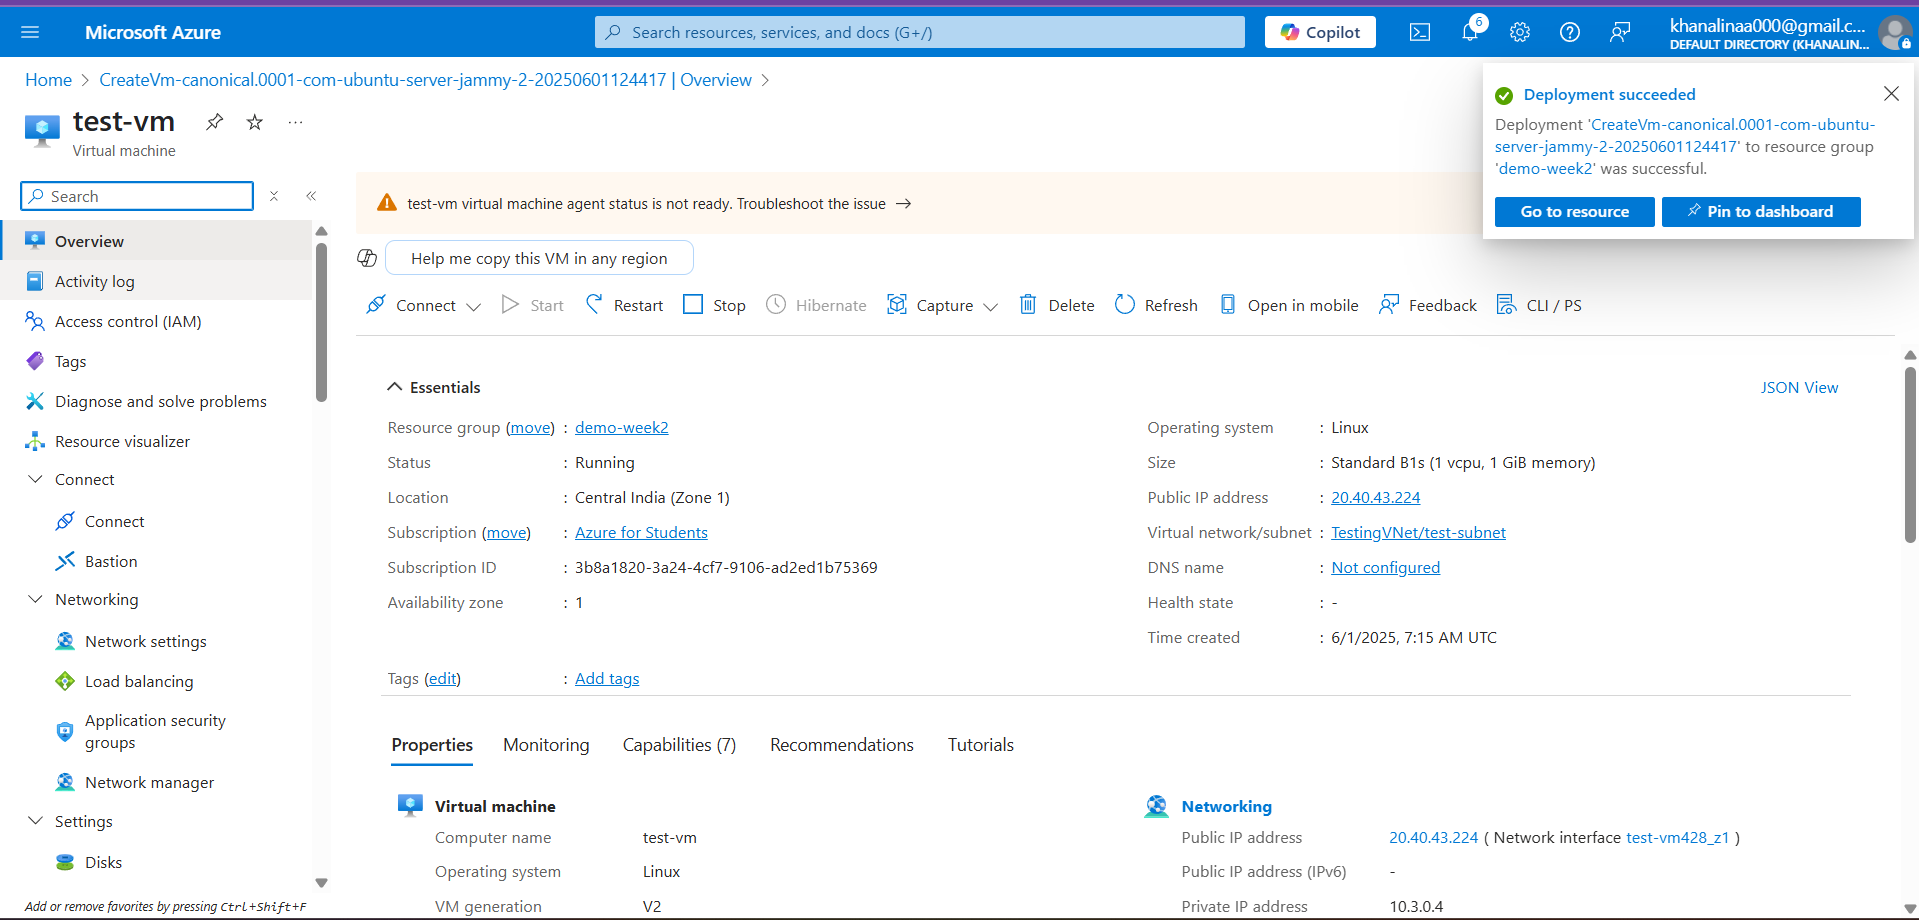 Microsoft Azure
Search resources, services, and docs (G+/)
Copilot
6
khanalinaa000@gmail.c...
DEFAULT DIRECTORY (KHANALIN...
Home > CreateVm-canonical.0001-com-ubuntu-server-jammy-2-20250601124417 | Overview >
test-vm
...
Virtual machine
Deployment succeeded
Deployment 'CreateVm-canonical.0001-com-ubuntu-
server-jammy-2-20250601124417' to resource group
'demo-week2' was successful.
Go to resource
Pin to dashboard
Search
Overview
Activity log
Access control (IAM)
Tags
Diagnose and solve problems
Resource visualizer
Connect
Connect
Bastion
Networking
Network settings
Load balancing
Application security
groups
Network manager
Settings
Disks
Add or remove favorites by pressing Ctrl+Shift+F
test-vm virtual machine agent status is not ready. Troubleshoot the issue →
Help me copy this VM in any region
Connect Start Restart Stop Hibernate Capture Delete Refresh Open in mobile Feedback CLI / PS
Essentials
JSON View
Resource group (move) : demo-week2
Status : Running
Location : Central India (Zone 1)
Subscription (move) : Azure for Students
Subscription ID : 3b8a1820-3a24-4cf7-9106-ad2ed1b75369
Availability zone : 1
Operating system : Linux
Size : Standard B1s (1 vcpu, 1 GiB memory)
Public IP address : 20.40.43.224
Virtual network/subnet : TestingVNet/test-subnet
DNS name : Not configured
Health state : -
Time created : 6/1/2025, 7:15 AM UTC
Tags (edit) : Add tags
Properties Monitoring Capabilities (7) Recommendations Tutorials
Virtual machine
Computer name test-vm
Operating system Linux
VM generation V2
Networking
Public IP address 20.40.43.224 ( Network interface test-vm428_z1 )
Public IP address (IPv6) -
Private IP address 10.3.0.4